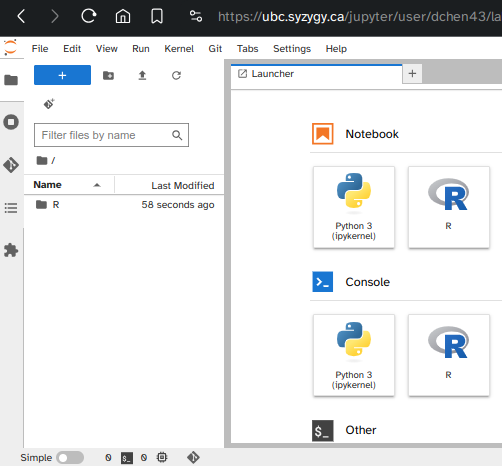 https://ubc.syzygy.ca/jupyter/user/dchen43/la
File Edit View Run Kernel Git Tabs Settings Help
+
Launcher
+
Filter files by name
/
Name Last Modified
R 58 seconds ago
Notebook
Python 3
(ipykernel)
R
Console
Python 3
(ipykernel)
R
$_ Other
Simple 0 $_ 0